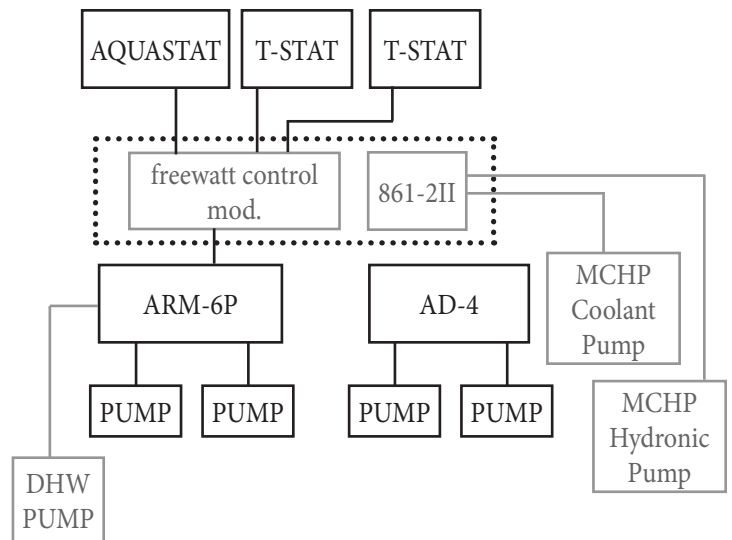 AQUASTAT
T-STAT
T-STAT
freewatt control
mod.
861-2II
ARM-6P
AD-4
MCHP
Coolant
Pump
PUMP
PUMP
PUMP
PUMP
MCHP
Hydronic
Pump
DHW
PUMP